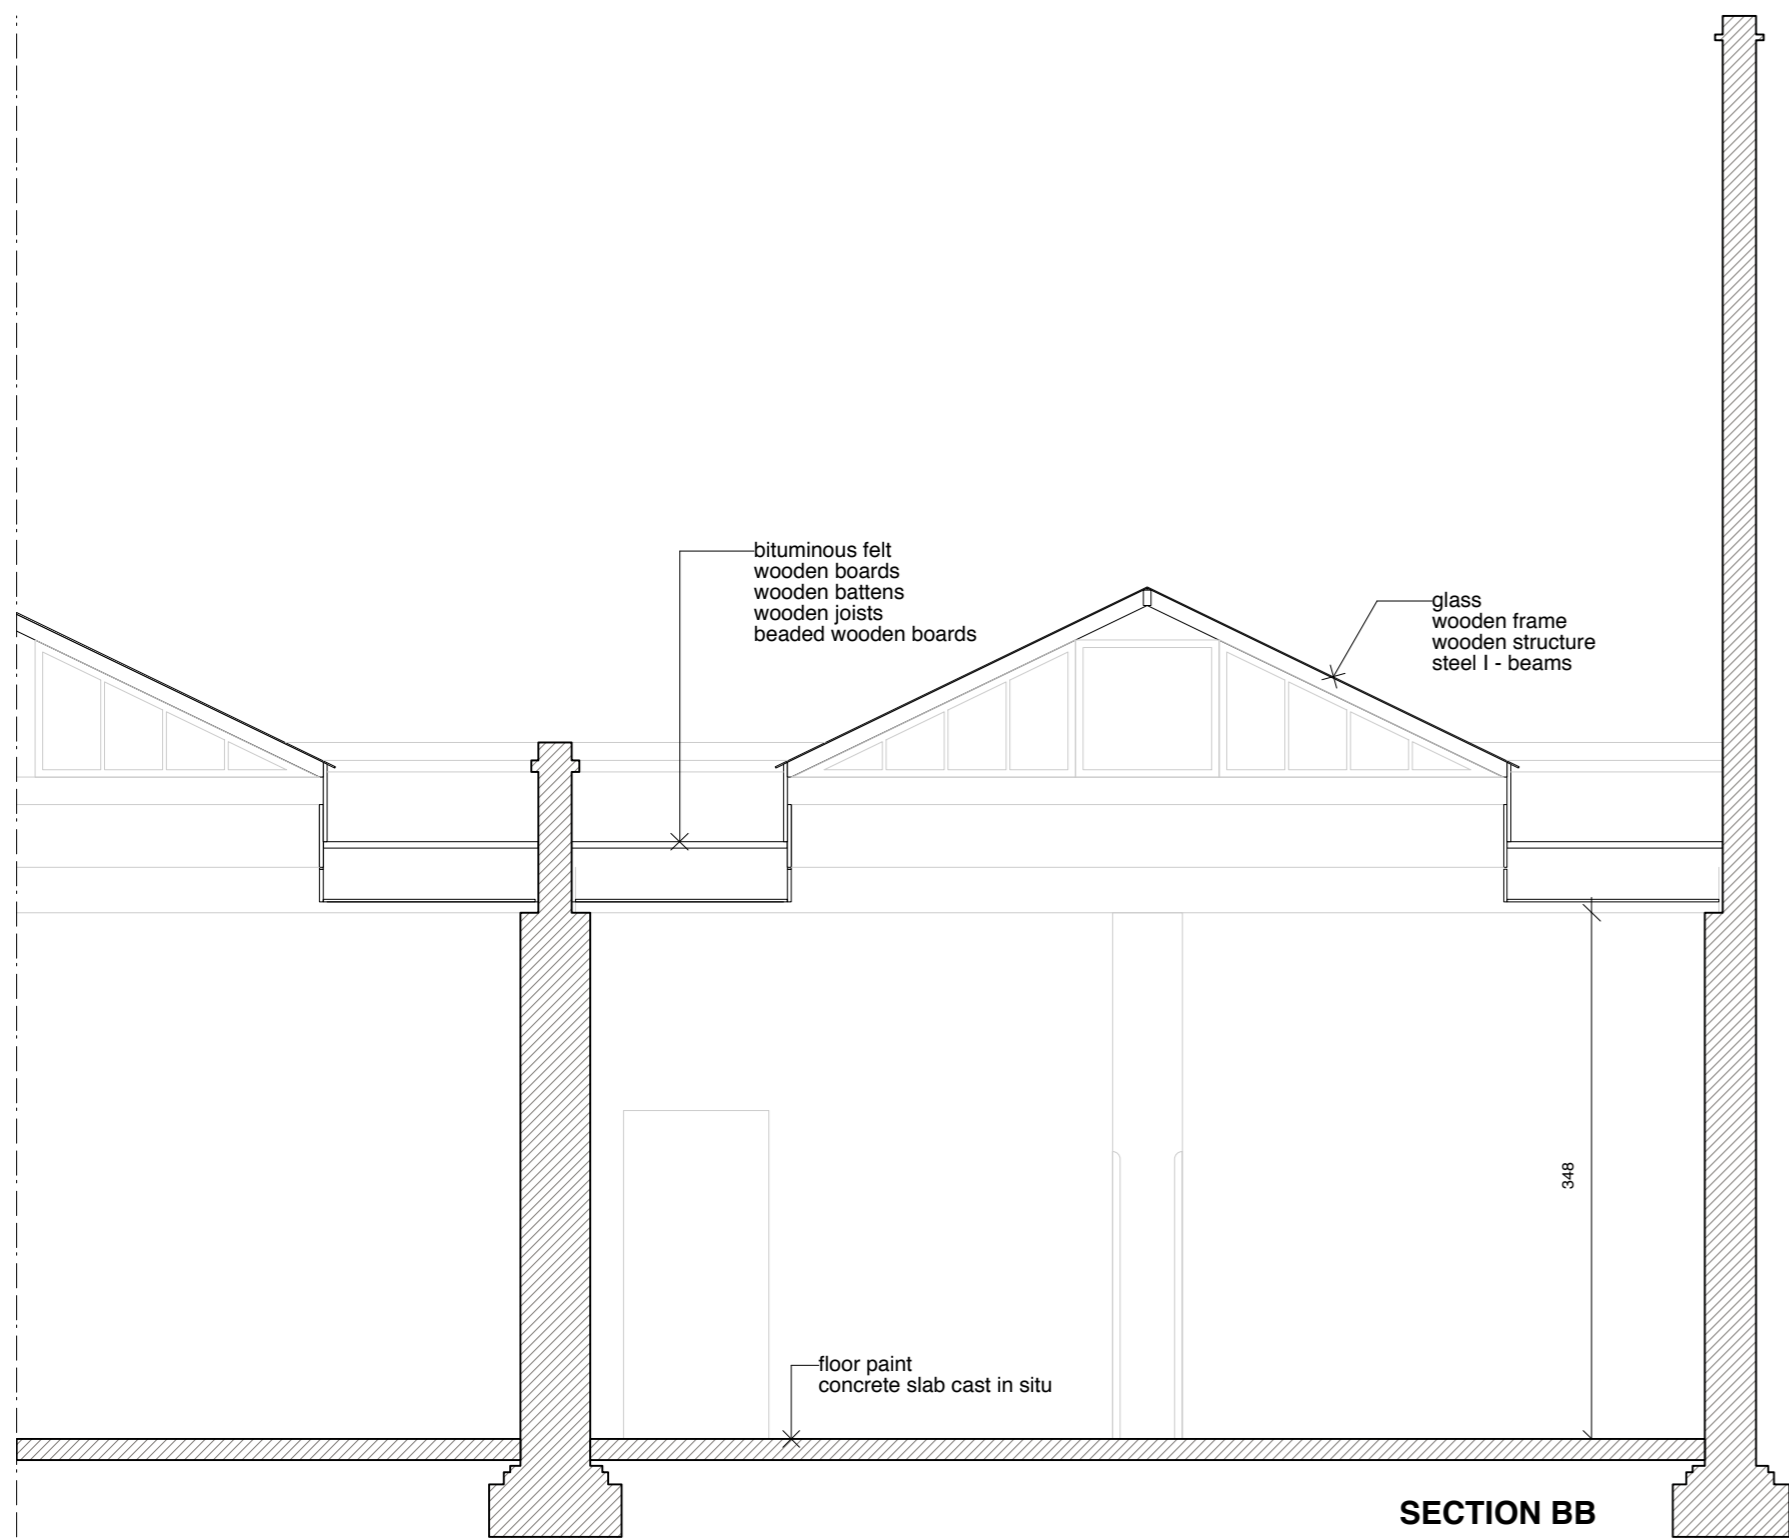 bituminous felt
wooden boards
wooden battens
wooden joists
beaded wooden boards
glass
wooden frame
wooden structure
steel I - beams
348
floor paint
concrete slab cast in situ
SECTION BB